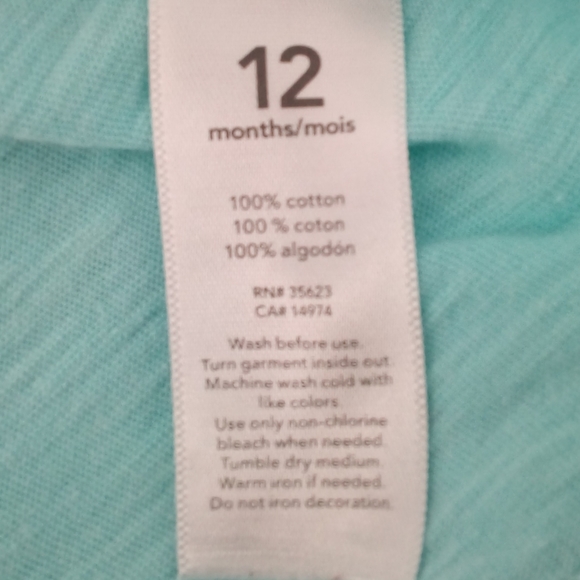 12
months/mois
100% cotton
100 % coton
100% algodón
RN# 35623
CA# 14974
Wash before use.
Turn garment inside out.
Machine wash cold with
like colors.
Use only non-chlorine
bleach when needed.
Tumble dry medium.
Warm iron if needed.
Do not iron decoration.